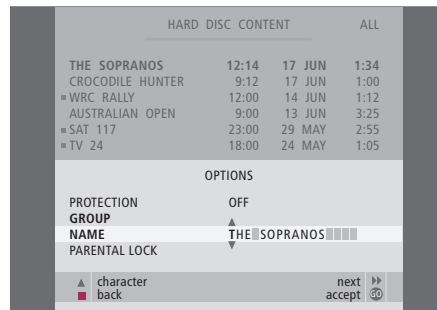 HARD DISC CONTENT ALL
THE SOPRANOS 12:14 17 JUN 1:34
CROCODILE HUNTER 9:12 17 JUN 1:00
WRC RALLY 12:00 14 JUN 1:12
AUSTRALIAN OPEN 9:00 13 JUN 3:25
SAT 117 23:00 29 MAY 2:55
TV 24 18:00 24 MAY 1:05
OPTIONS
PROTECTION OFF
GROUP
NAME THE SOPRANOS
PARENTAL LOCK
character next
back accept GO